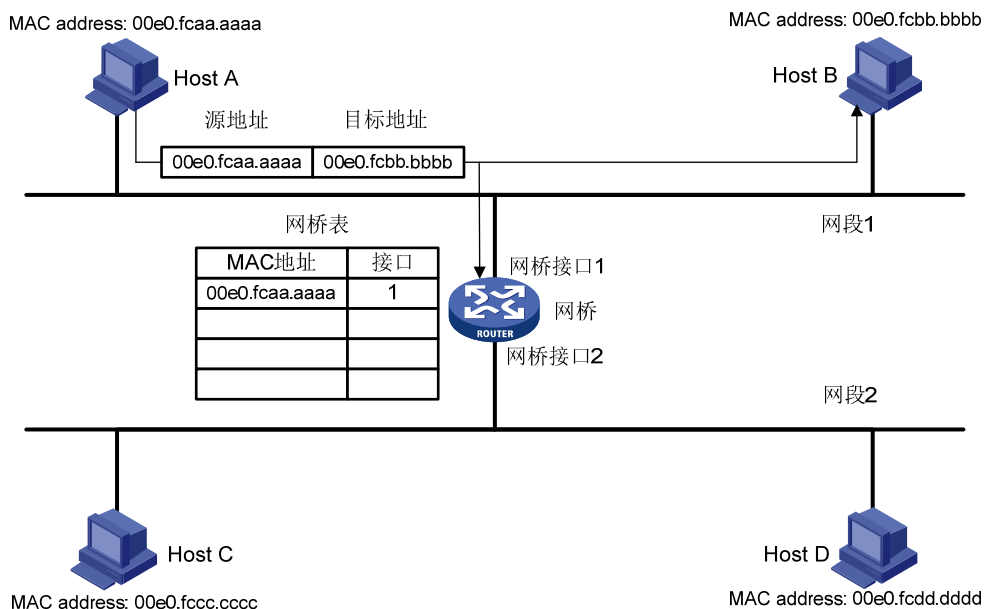 MAC address: 00e0.fcaa.aaaa
MAC address: 00e0.fcbb.bbbb
Host A
Host B
源地址
目标地址
00e0.fcaa.aaaa
00e0.fcbb.bbbb
网桥表
网段1
MAC地址
接口
00e0.fcaa.aaaa
1
网桥接口1
网桥
ROUTER
网桥接口2
网段2
Host C
Host D
MAC address: 00e0.fccc.cccc
MAC address: 00e0.fcdd.dddd